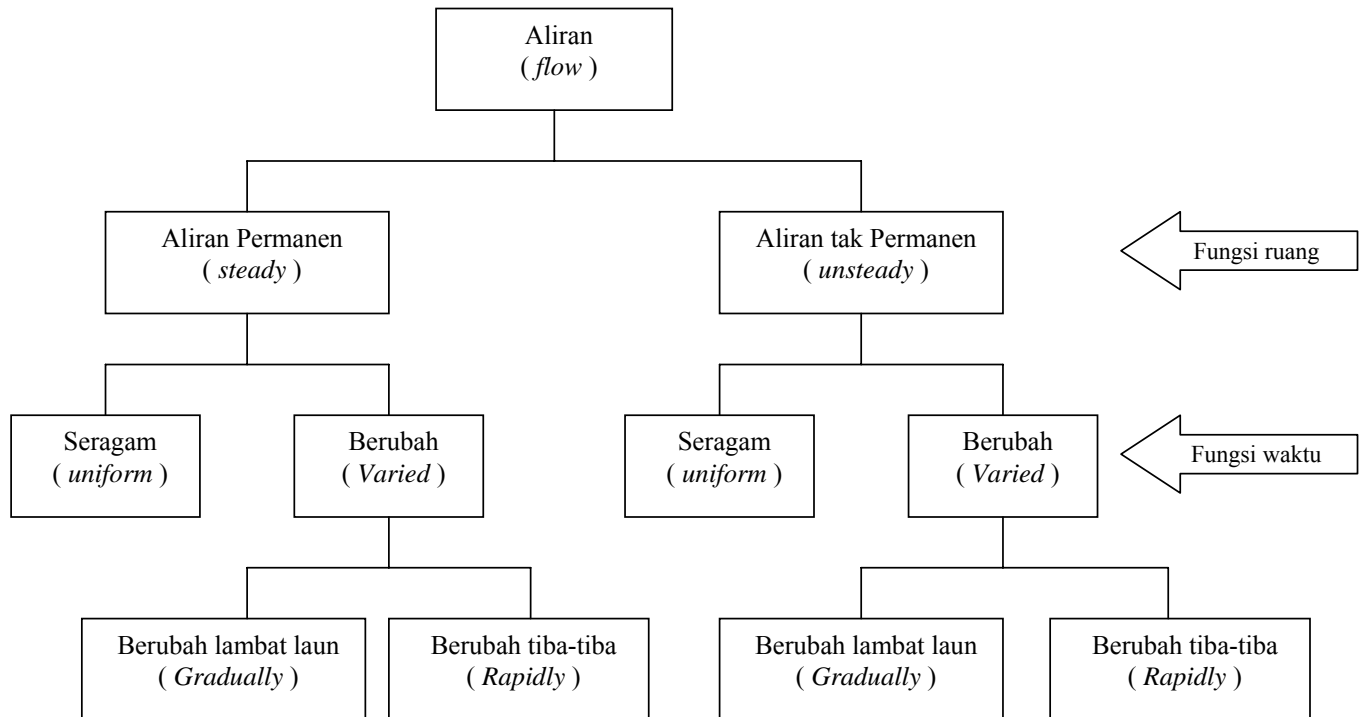 Aliran
( flow )
Aliran Permanen
( steady )
Aliran tak Permanen
( unsteady )
Fungsi ruang
Seragam
( uniform )
Berubah
( Varied )
Seragam
( uniform )
Berubah
( Varied )
Fungsi waktu
Berubah lambat laun
( Gradually )
Berubah tiba-tiba
( Rapidly )
Berubah lambat laun
( Gradually )
Berubah tiba-tiba
( Rapidly )